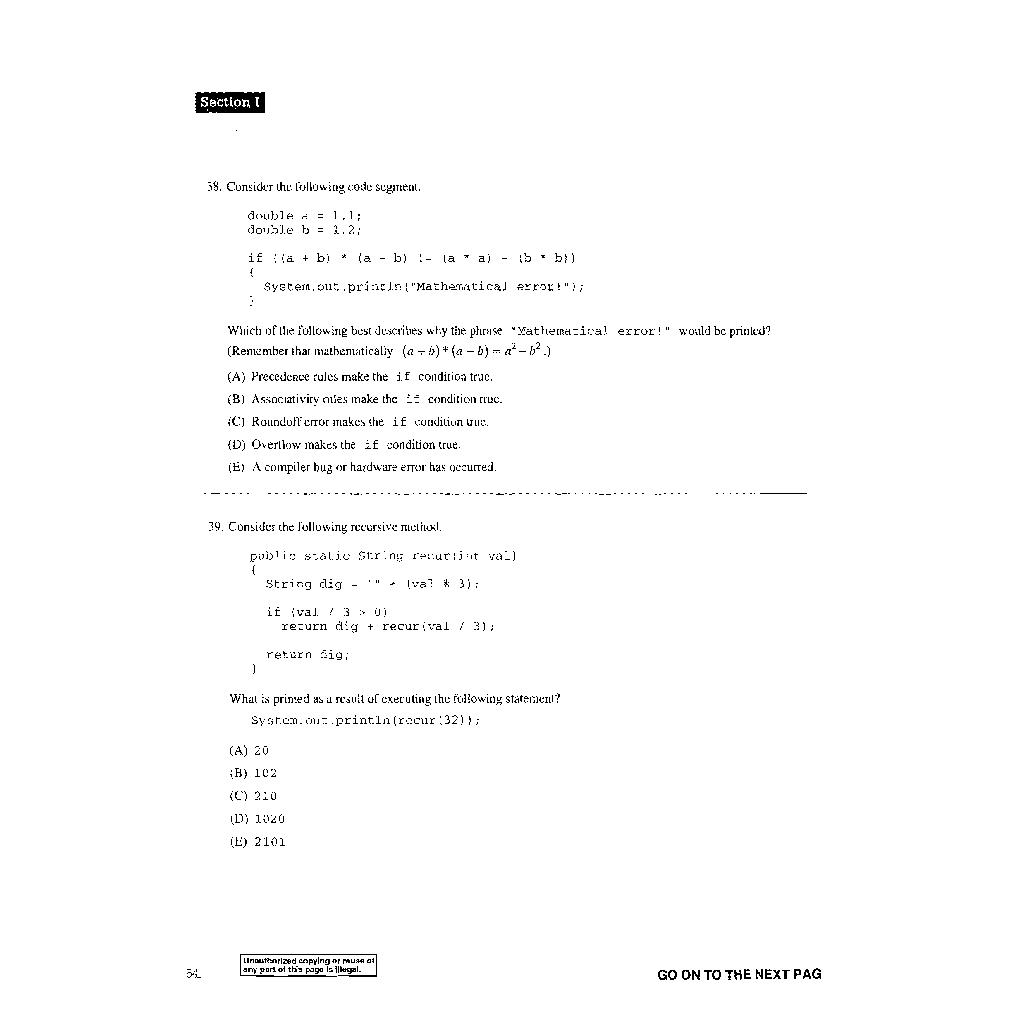 Section I
38. Consider the following code segment.
double a = 1.1;
double b = 1.2;
if ((a + b) * (a - b) != (a * a) - (b * b))
{
System.out.println("Mathematical error!");
}
Which of the following best describes why the phrase "Mathematical error!" would be printed?
(Remember that mathematically (a + b) * (a - b) = a² - b².)
(A) Precedence rules make the if condition true.
(B) Associativity rules make the if condition true.
(C) Roundoff error makes the if condition true.
(D) Overflow makes the if condition true.
(E) A compiler bug or hardware error has occurred.
39. Consider the following recursive method.
public static String recur(int val)
{
String dig = "" + (val % 3);
if (val / 3 > 0)
return dig + recur(val / 3);
return dig;
}
What is printed as a result of executing the following statement?
System.out.println(recur(32));
(A) 20
(B) 102
(C) 210
(D) 1020
(E) 2101
Unauthorized copying or reuse of
any part of this page is illegal.
GO ON TO THE NEXT PAG